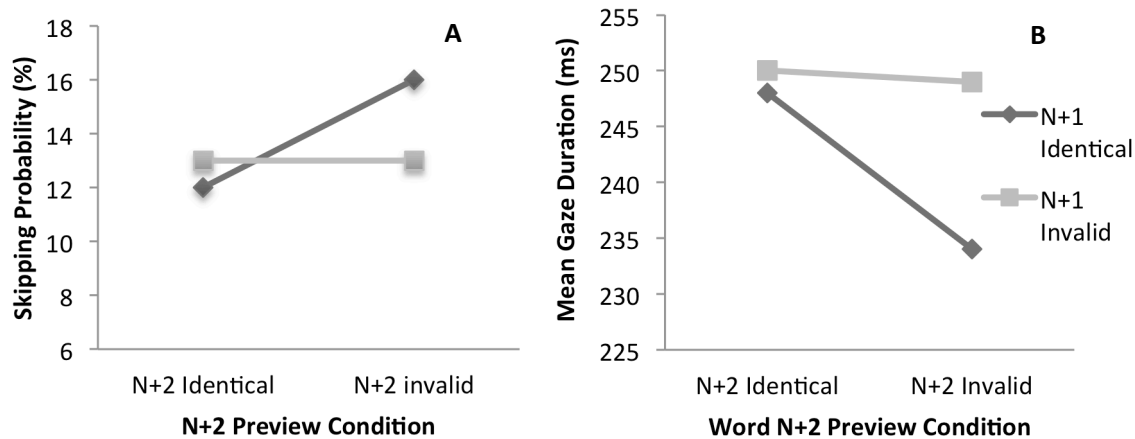 A
Skipping Probability (%)
18
16
14
12
10
8
6
N+2 Identical
N+2 invalid
N+2 Preview Condition
B
Mean Gaze Duration (ms)
255
250
245
240
235
230
225
N+2 Identical
N+2 Invalid
Word N+2 Preview Condition
N+1
Identical
N+1
Invalid